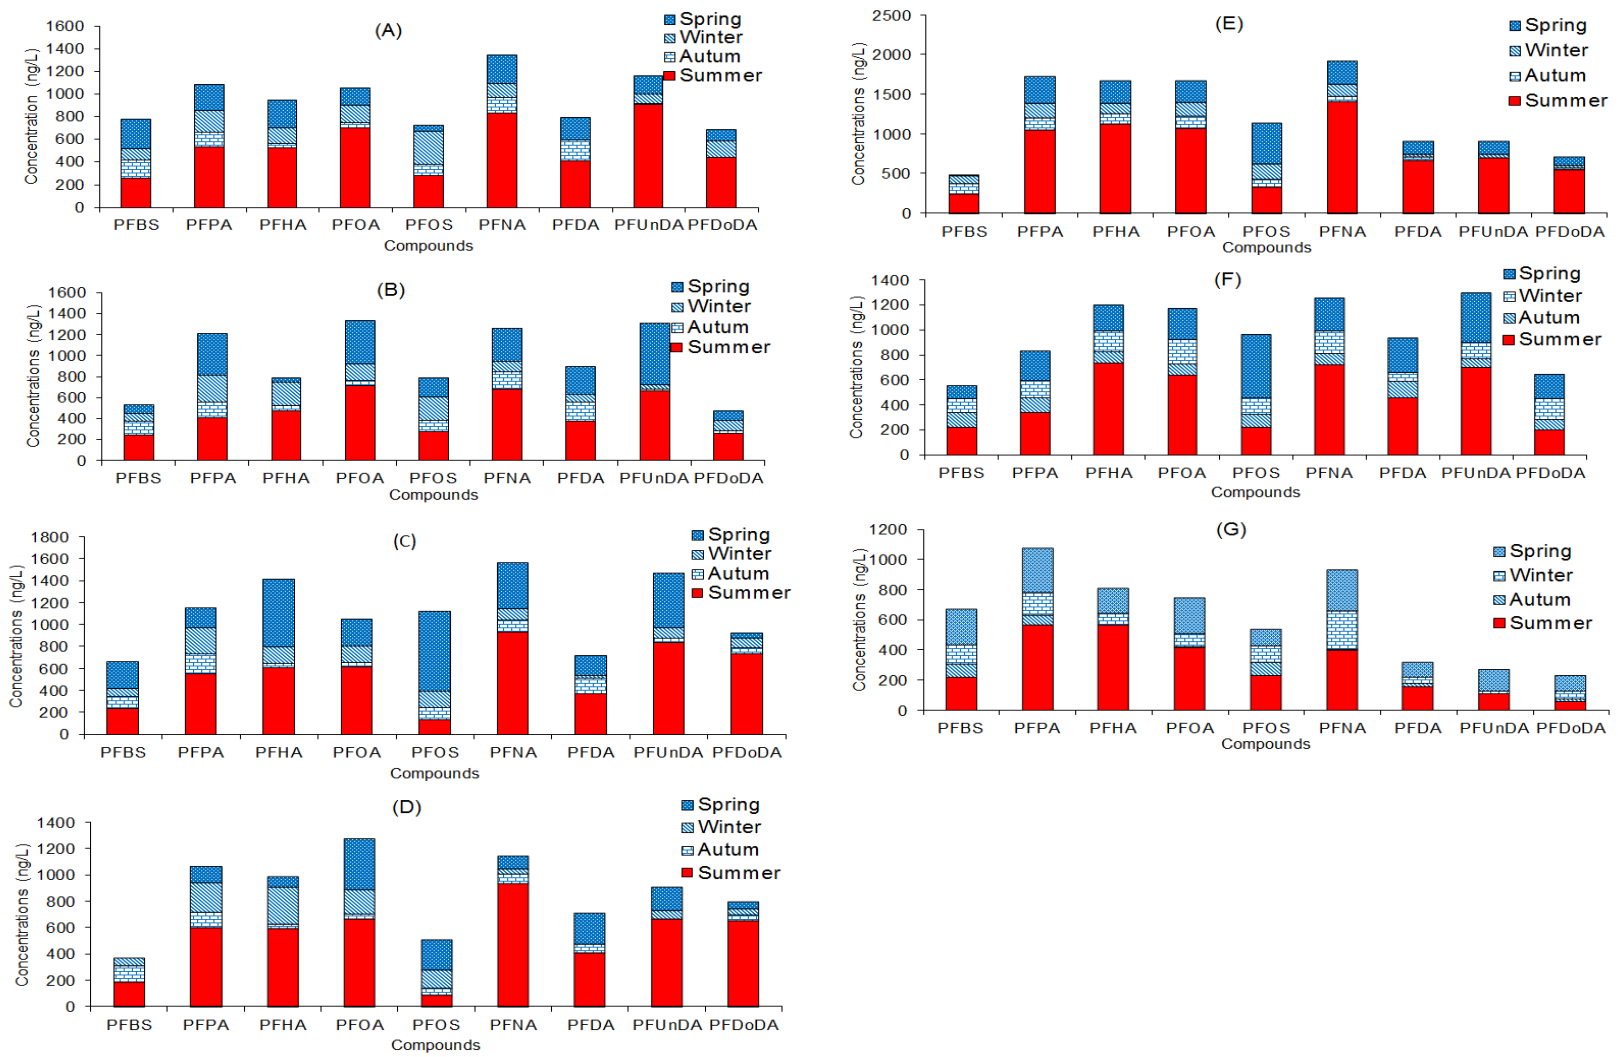 (A)
Concentration (ng/L)
1600
1400
1200
1000
800
600
400
200
0
Spring
Winter
Autum
Summer
PFBS PFPA PFHA PFOA PFOS PFNA PFDA PFUnDA PFDoDA
Compounds
(B)
Concentrations (ng/L)
1600
1400
1200
1000
800
600
400
200
0
Spring
Winter
Autum
Summer
PFBS PFPA PFHA PFOA PFOS PFNA PFDA PFUnDA PFDoDA
Compounds
(C)
Concentrations (ng/L)
1800
1600
1400
1200
1000
800
600
400
200
0
Spring
Winter
Autum
Summer
PFBS PFPA PFHA PFOA PFOS PFNA PFDA PFUnDA PFDoDA
Compounds
(D)
Concentrations (ng/L)
1400
1200
1000
800
600
400
200
0
Spring
Winter
Autum
Summer
PFBS PFPA PFHA PFOA PFOS PFNA PFDA PFUnDA PFDoDA
Compounds
(E)
Concentrations (ng/L)
2500
2000
1500
1000
500
0
Spring
Winter
Autum
Summer
PFBS PFPA PFHA PFOA PFOS PFNA PFDA PFUnDA PFDoDA
Compounds
(F)
Concentrations (ng/L)
1400
1200
1000
800
600
400
200
0
Spring
Winter
Autum
Summer
PFBS PFPA PFHA PFOA PFOS PFNA PFDA PFUnDA PFDoDA
Compounds
(G)
Concentrations (ng/L)
1200
1000
800
600
400
200
0
Spring
Winter
Autum
Summer
PFBS PFPA PFHA PFOA PFOS PFNA PFDA PFUnDA PFDoDA
Compounds